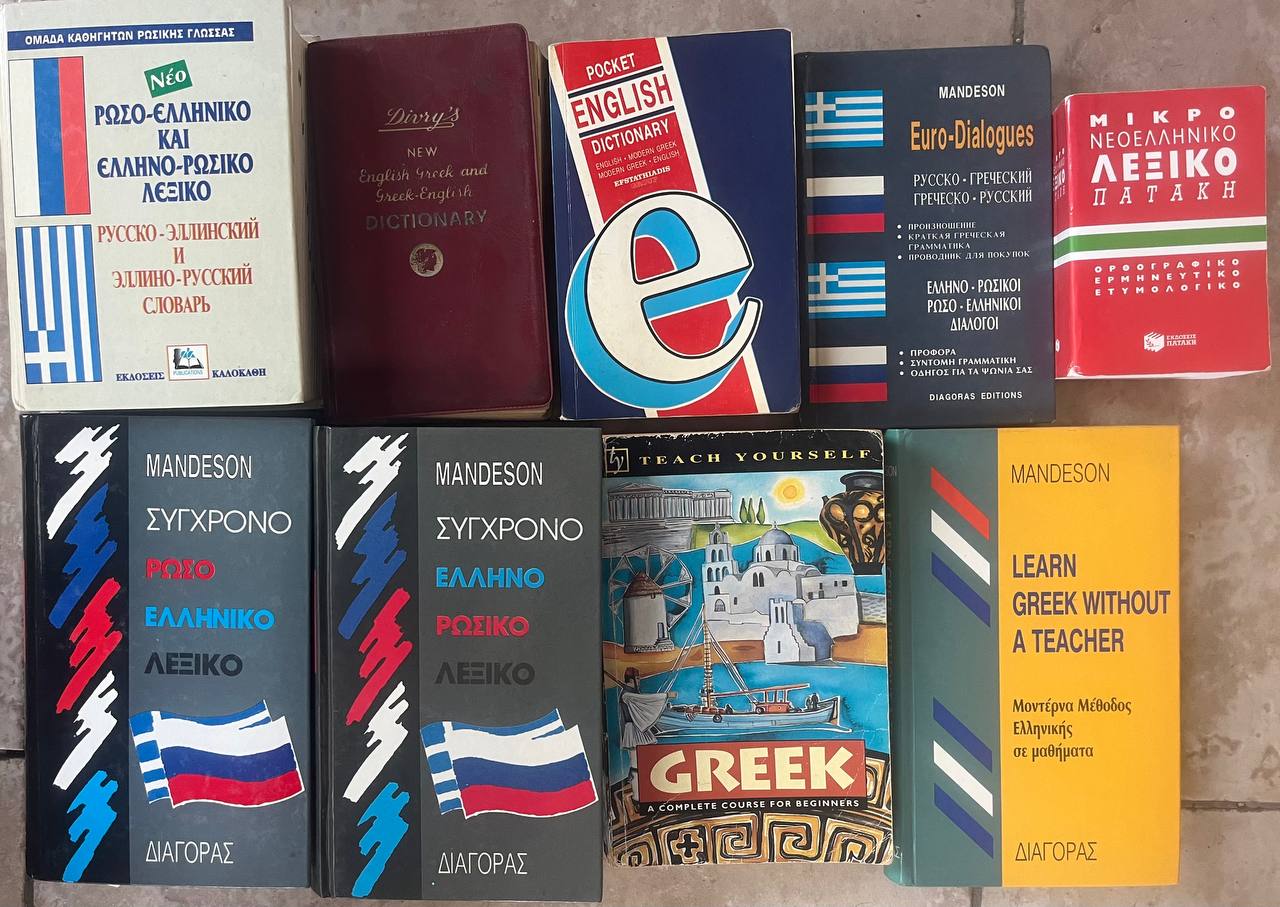 ΟΜΑΔΑ ΚΑΘΗΓΗΤΩΝ ΡΩΣΙΚΗΣ ΓΛΩΣΣΑΣ
Νέο
ΡΩΣΟ-ЄΛΛΗΝΙΚΟ
ΚΑΙ
ЄΛΛΗΝΟ-ΡΩΣΙΚΟ
ΛЄΞΙΚΟ
РУССКО-ЭЛЛИНСКИЙ
И
ЭЛЛИНО-РУССКИЙ
СЛОВАРЬ
ΕΚΔΟΣΕΙΣ PUBLICATIONS ΚΑΛΟΚΑΘΗ
Divry's
NEW
English Greek and
Greek-English
DICTIONARY
POCKET
ENGLISH
DICTIONARY
ENGLISH • MODERN GREEK
MODERN GREEK • ENGLISH
EFSTATHIADIS
GROUP
e
MANDESON
Euro-Dialogues
РУССКО • ГРЕЧЕСКИЙ
ГРЕЧЕСКО • РУССКИЙ
• ПРОИЗНОШЕНИЕ
• КРАТКАЯ ГРЕЧЕСКАЯ
ГРАММАТИКА
• ПРОВОДНИК ДЛЯ ПОКУПОК
ΕΛΛΗΝΟ • ΡΩΣΙΚΟΙ
ΡΩΣΟ • ΕΛΛΗΝΙΚΟΙ
ΔΙΑΛΟΓΟΙ
• ΠΡΟΦΟΡΑ
• ΣΥΝΤΟΜΗ ΓΡΑΜΜΑΤΙΚΗ
• ΟΔΗΓΟΣ ΓΙΑ ΤΑ ΨΩΝΙΑ ΣΑΣ
DIAGORAS EDITIONS
ΜΙΚΡΟ
ΝΕΟΕΛΛΗΝΙΚΟ
ΛΕΞΙΚΟ
ΠΑΤΑΚΗ
ΟΡΘΟΓΡΑΦΙΚΟ
ΕΡΜΗΝΕΥΤΙΚΟ
ΕΤΥΜΟΛΟΓΙΚΟ
ΕΚΔΟΣΕΙΣ
ΠΑΤΑΚΗ
MANDESON
ΣΥΓΧΡΟΝΟ
ΡΩΣΟ
ΕΛΛΗΝΙΚΟ
ΛΕΞΙΚΟ
ΔΙΑΓΟΡΑΣ
MANDESON
ΣΥΓΧΡΟΝΟ
ΕΛΛΗΝΟ
ΡΩΣΙΚΟ
ΛΕΞΙΚΟ
ΔΙΑΓΟΡΑΣ
ty TEACH YOURSELF
GREEK
A COMPLETE COURSE FOR BEGINNERS
MANDESON
LEARN
GREEK WITHOUT
A TEACHER
Μοντέρνα Μέθοδος
Ελληνικής
σε μαθήματα
ΔΙΑΓΟΡΑΣ